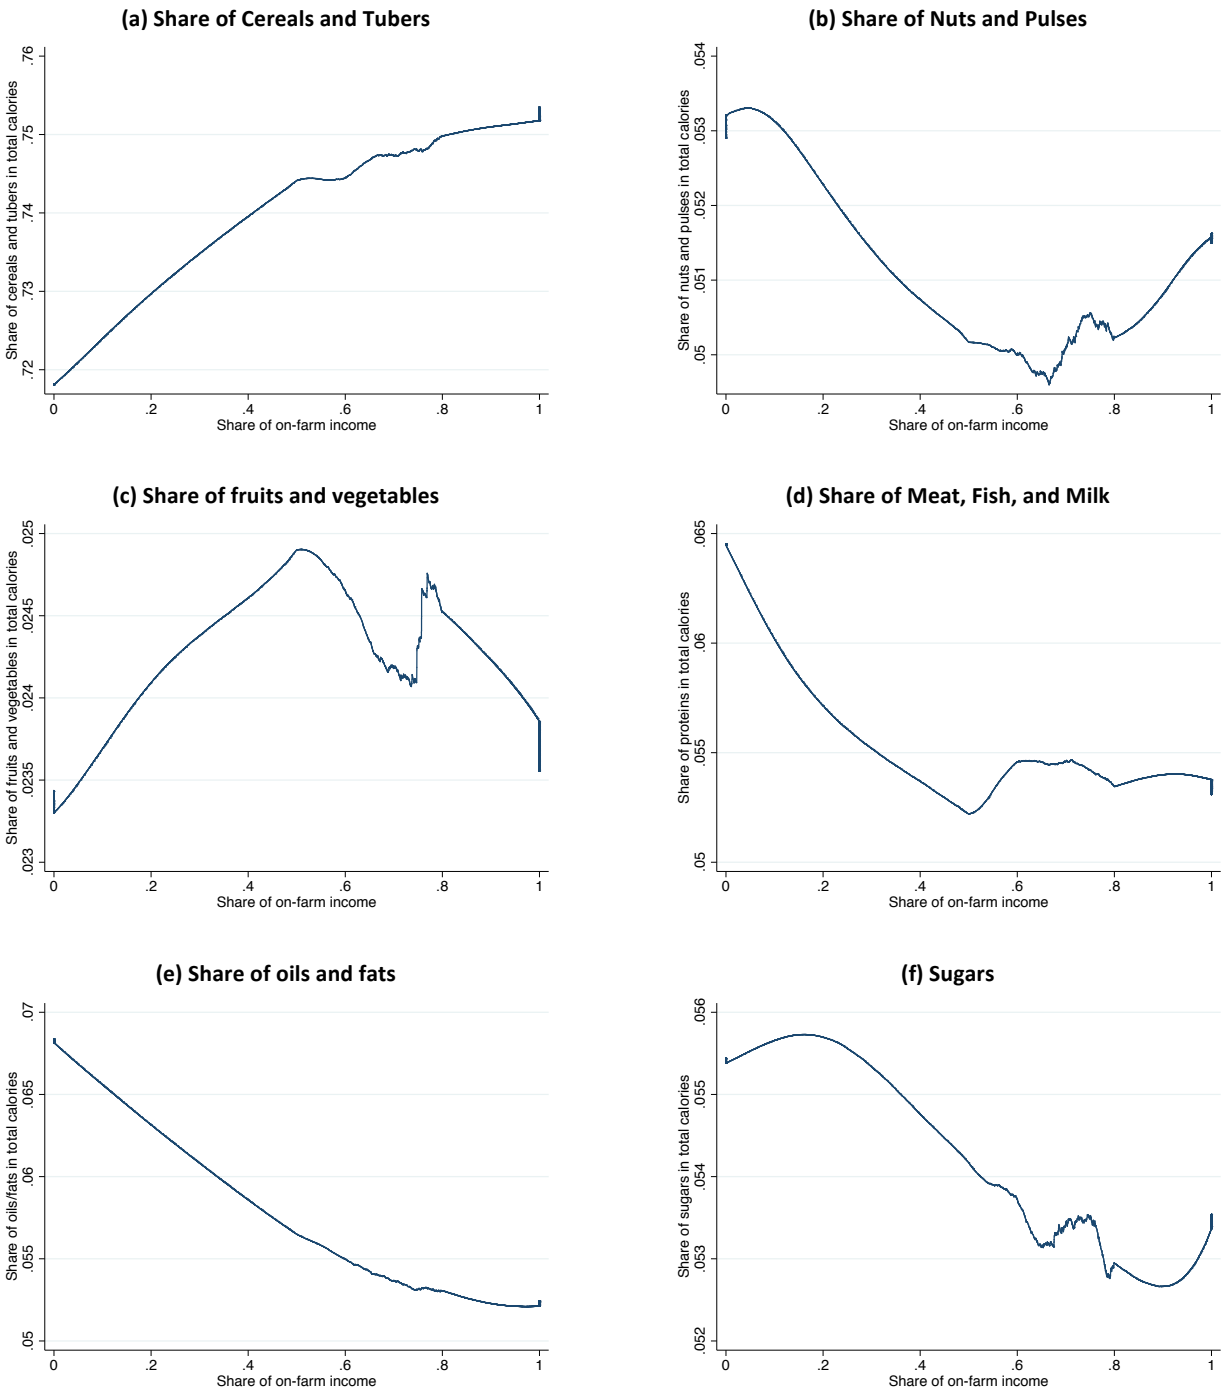 (a) Share of Cereals and Tubers
Share of cereals and tubers in total calories
.76
.75
.74
.73
.72
0 .2 .4 .6 .8 1
Share of on-farm income
(b) Share of Nuts and Pulses
Share of nuts and pulses in total calories
.054
.053
.052
.051
.05
0 .2 .4 .6 .8 1
Share of on-farm income
(c) Share of fruits and vegetables
Share of fruits and vegetables in total calories
.025
.0245
.024
.0235
.023
0 .2 .4 .6 .8 1
Share of on-farm income
(d) Share of Meat, Fish, and Milk
Share of proteins in total calories
.065
.06
.055
.05
0 .2 .4 .6 .8 1
Share of on-farm income
(e) Share of oils and fats
Share of oils/fats in total calories
.07
.065
.06
.055
.05
0 .2 .4 .6 .8 1
Share of on-farm income
(f) Sugars
Share of sugars in total calories
.056
.055
.054
.053
.052
0 .2 .4 .6 .8 1
Share of on-farm income